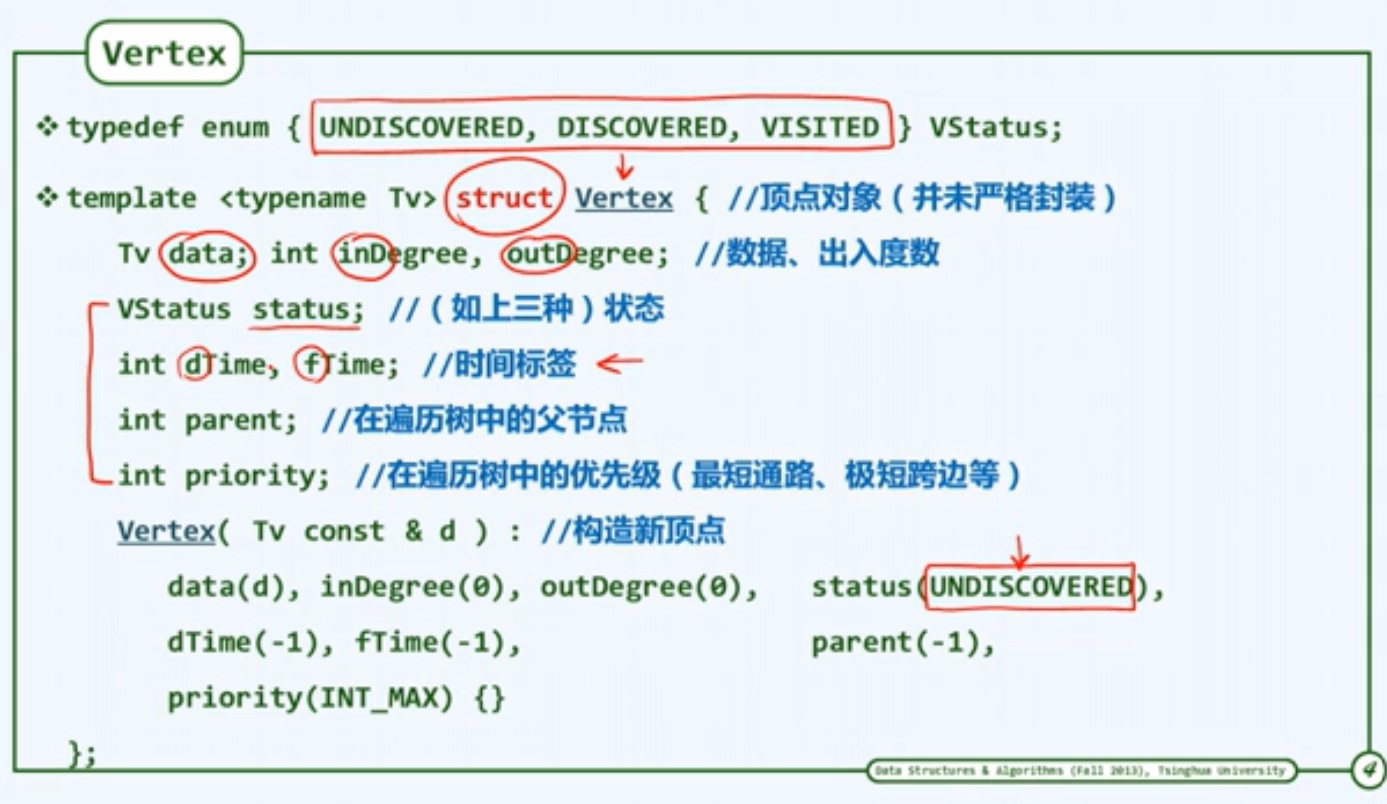 Vertex
❖ typedef enum { UNDISCOVERED, DISCOVERED, VISITED } VStatus;
❖ template <typename Tv> struct Vertex { //顶点对象（并未严格封装）
Tv data; int inDegree, outDegree; //数据、出入度数
VStatus status; //（如上三种）状态
int dTime, fTime; //时间标签
int parent; //在遍历树中的父节点
int priority; //在遍历树中的优先级（最短通路、极短跨边等）
Vertex( Tv const & d ) : //构造新顶点
data(d), inDegree(0), outDegree(0), status(UNDISCOVERED),
dTime(-1), fTime(-1), parent(-1),
priority(INT_MAX) {}
};
Data Structures & Algorithms (Fall 2013), Tsinghua University
4